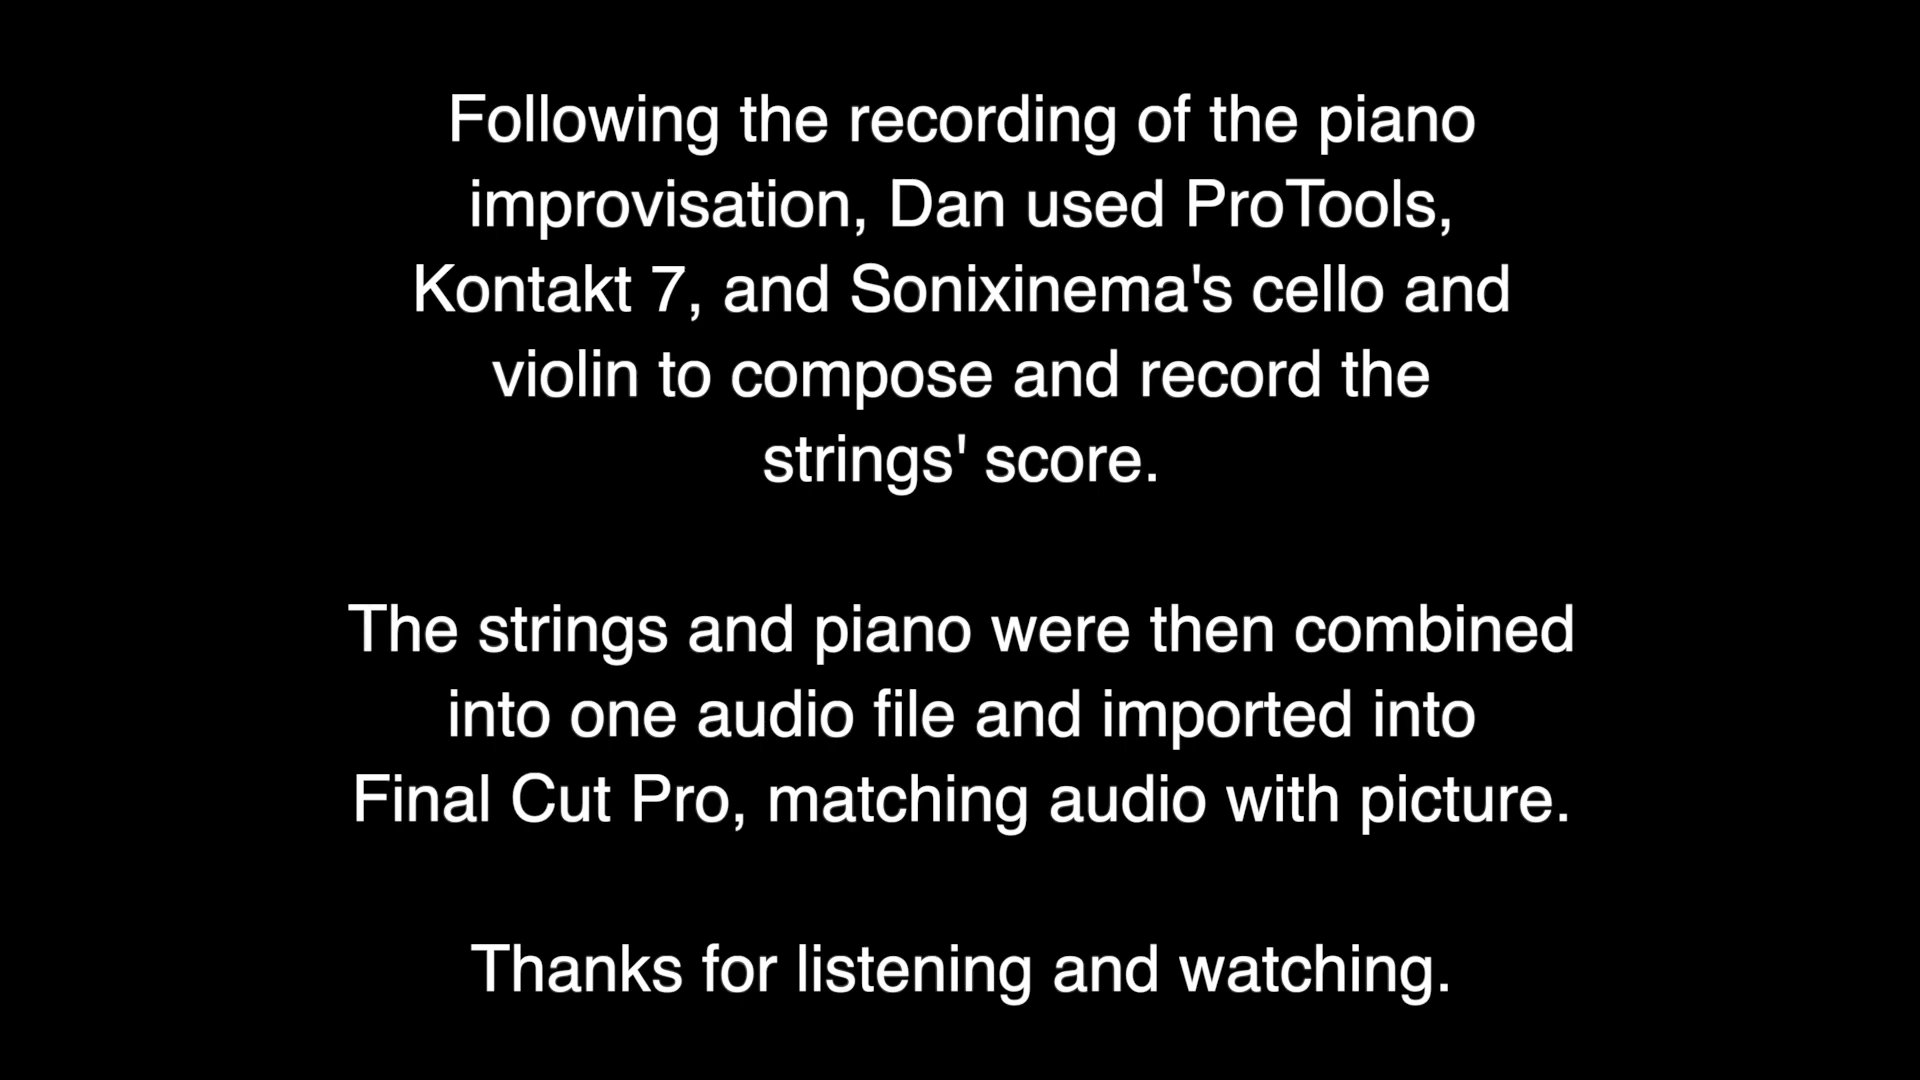 Following the recording of the piano
improvisation, Dan used ProTools,
Kontakt 7, and Sonixinema's cello and
violin to compose and record the
strings' score.
The strings and piano were then combined
into one audio file and imported into
Final Cut Pro, matching audio with picture.
Thanks for listening and watching.